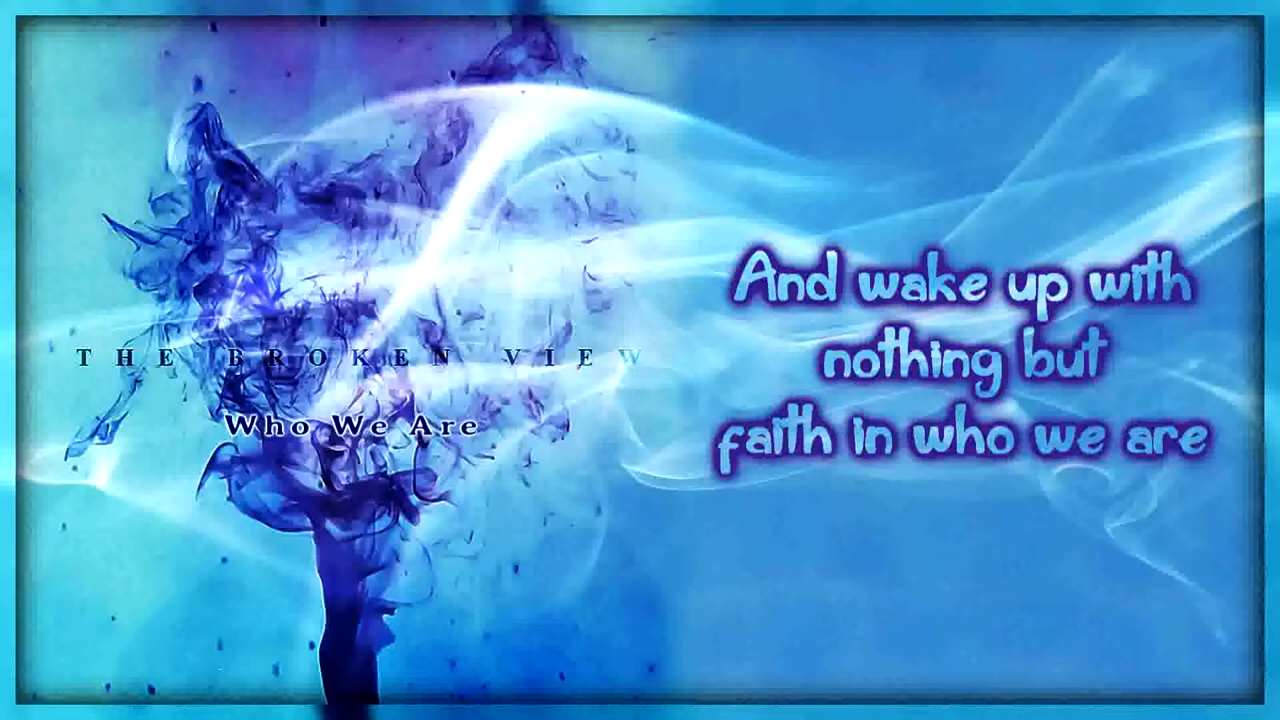 THE BROKEN VIEW
Who We Are
And wake up with
nothing but
faith in who we are